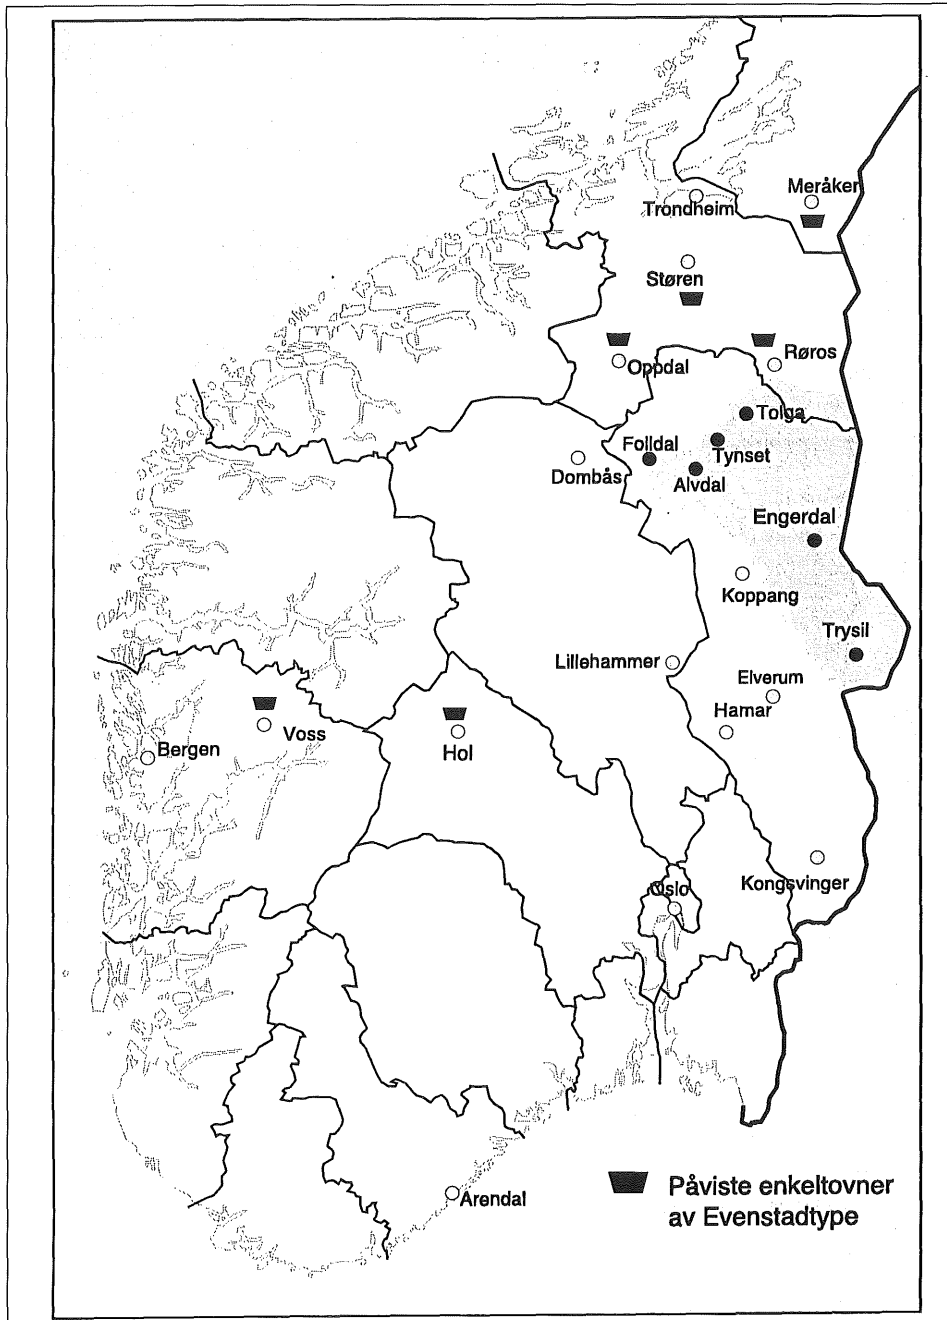 Meråker
Trondheim
Støren
Oppdal
Røros
Tolga
Folldal
Tynset
Dombås
Alvdal
Engerdal
Koppang
Trysil
Lillehammer
Elverum
Hamar
Voss
Bergen
Hol
Kongsvinger
Oslo
Påviste enkeltovner
av Evenstadtype
Arendal